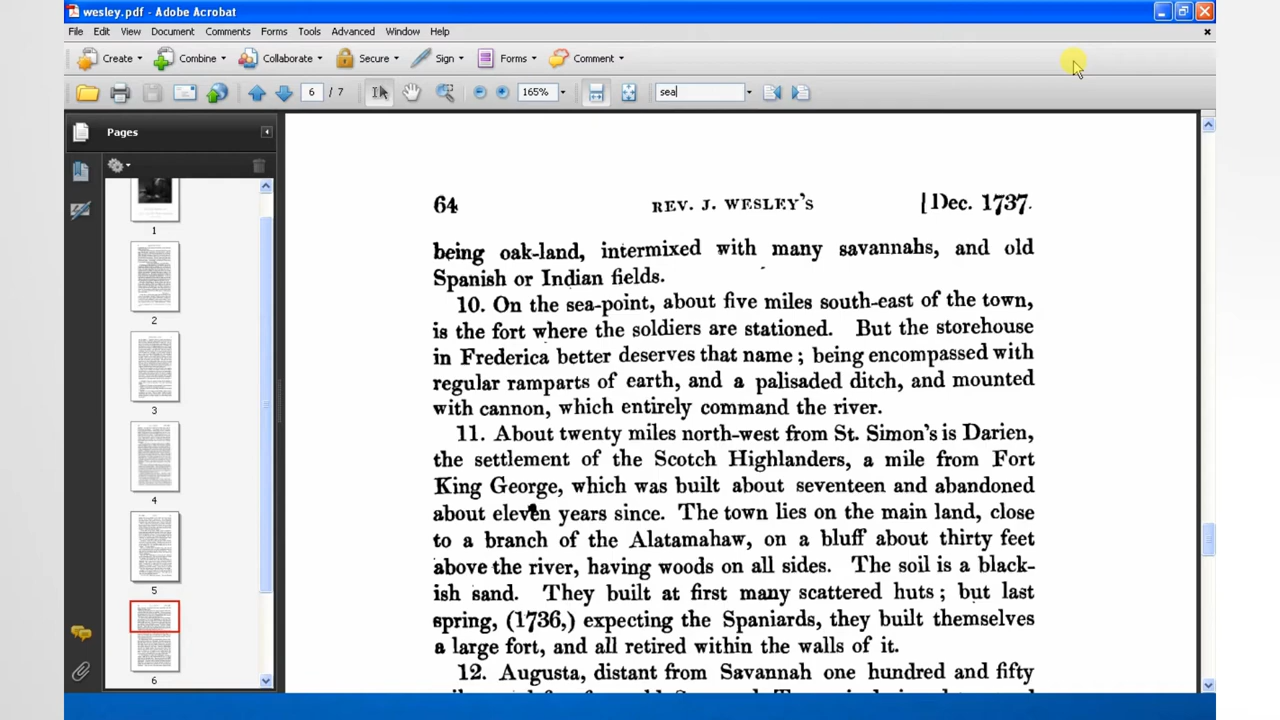 wesley.pdf - Adobe Acrobat
File Edit View Document Comments Forms Tools Advanced Window Help
Create Combine Collaborate Secure Sign Forms Comment
6 / 7 165% sea
Pages
1
2
3
4
5
6
64 REV. J. WESLEY'S [Dec. 1737.
being oak-land, intermixed with many savannahs, and old
Spanish or Indian fields.
10. On the sea-point, about five miles south-east of the town,
is the fort where the soldiers are stationed. But the storehouse
in Frederica better deserves that name; being encompassed with
regular ramparts of earth, and a palisaded ditch, and mounted
with cannon, which entirely command the river.
11. About twenty miles north-west from St. Simon's is Darien,
the settlement of the Scotch Highlanders, a mile from Fort
King George, which was built about seventeen and abandoned
about eleven years since. The town lies on the main land, close
to a branch of the Alatamahaw, on a bluff about thirty feet
above the river, having woods on all sides. The soil is a black-
ish sand. They built at first many scattered huts; but last
spring, (1736,) expecting the Spaniards, they built themselves
a large fort, and all retired within the walls of it.
12. Augusta, distant from Savannah one hundred and fifty